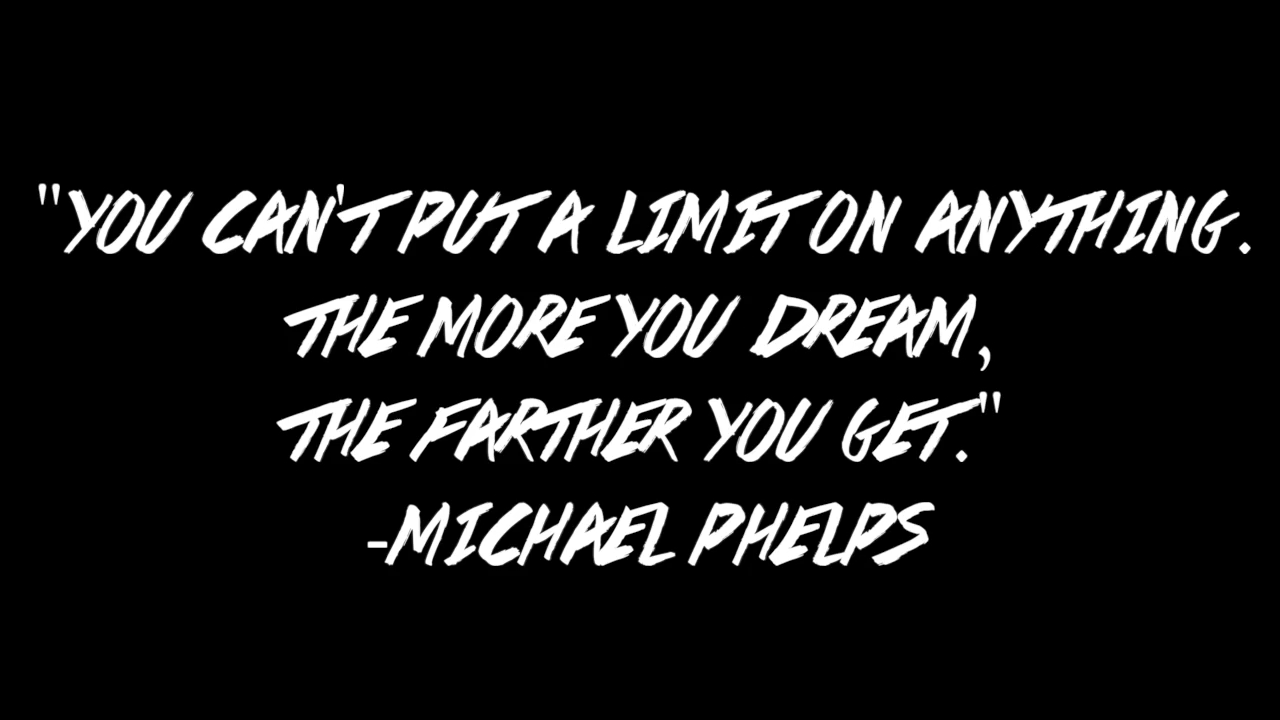 "YOU CAN'T PUT A LIMIT ON ANYTHING.
THE MORE YOU DREAM,
THE FARTHER YOU GET."
-MICHAEL PHELPS